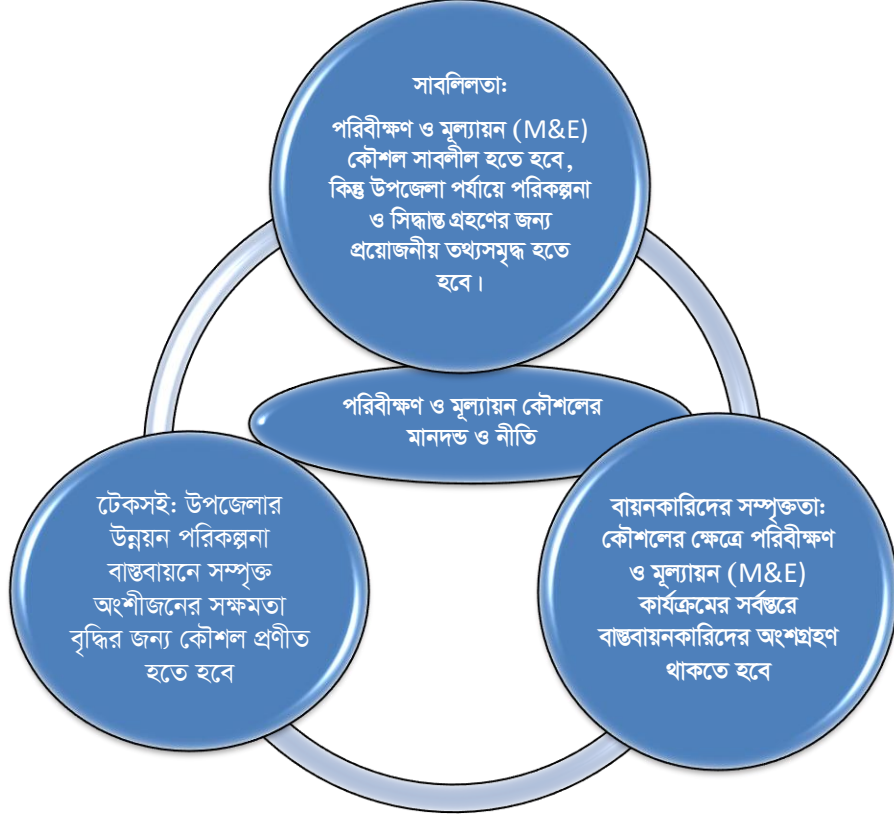 সাবলিলতা:
পরিবীক্ষণ ও মূল্যায়ন (M&E)
কৌশল সাবলীল হতে হবে,
কিন্তু উপজেলা পর্যায়ে পরিকল্পনা
ও সিদ্ধান্ত গ্রহণের জন্য
প্রয়োজনীয় তথ্যসমৃদ্ধ হতে
হবে।
পরিবীক্ষণ ও মূল্যায়ন কৌশলের
মানদন্ড ও নীতি
টেকসই: উপজেলার
উন্নয়ন পরিকল্পনা
বাস্তবায়নে সম্পৃক্ত
অংশীজনের সক্ষমতা
বৃদ্ধির জন্য কৌশল প্রণীত
হতে হবে
বায়নকারিদের সম্পৃক্ততা:
কৌশলের ক্ষেত্রে পরিবীক্ষণ
ও মূল্যায়ন (M&E)
কার্যক্রমের সর্বস্তরে
বাস্তবায়নকারিদের অংশগ্রহণ
থাকতে হবে